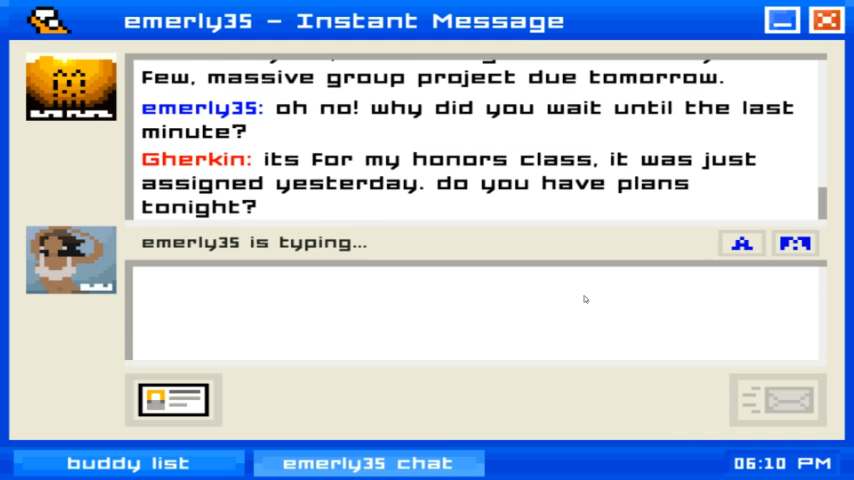 emerly35 - Instant Message
Few, massive group project due tomorrow.
emerly35: oh no! why did you wait until the last
minute?
Gherkin: its for my honors class, it was just
assigned yesterday. do you have plans
tonight?
emerly35 is typing...
A
buddy list
emerly35 chat
06:10 PM